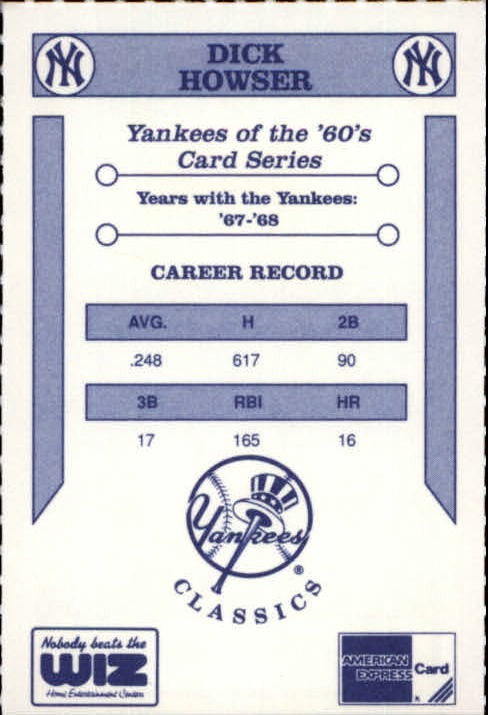 NY
DICK
HOWSER
NY
Yankees of the '60's
Card Series
Years with the Yankees:
'67-'68
CAREER RECORD
AVG. H 2B
.248 617 90
3B RBI HR
17 165 16
Yankees
®
CLASSICS
Nobody beats the
WIZ
Home Entertainment Centers
AMERICAN
EXPRESS
Card